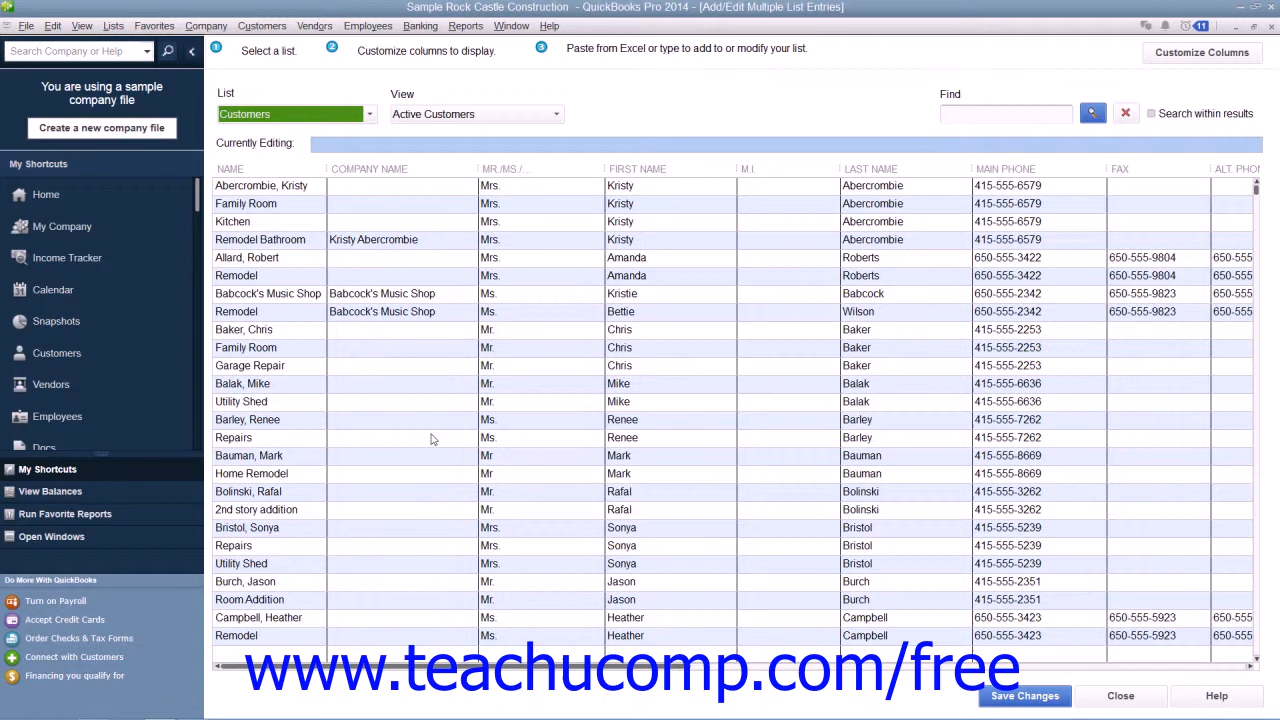 Sample Rock Castle Construction - QuickBooks Pro 2014 - [Add/Edit Multiple List Entries]
File Edit View Lists Favorites Company Customers Vendors Employees Banking Reports Window Help 11
Search Company or Help
1 Select a list. 2 Customize columns to display. 3 Paste from Excel or type to add to or modify your list. Customize Columns
You are using a sample
company file
Create a new company file
List View Find
Customers Active Customers Search within results
Currently Editing:
My Shortcuts
Home
My Company
Income Tracker
Calendar
Snapshots
Customers
Vendors
Employees
Docs
My Shortcuts
View Balances
Run Favorite Reports
Open Windows
Do More With QuickBooks
Turn on Payroll
Accept Credit Cards
Order Checks & Tax Forms
Connect with Customers
Financing you qualify for
NAME COMPANY NAME MR./MS./... FIRST NAME M.I. LAST NAME MAIN PHONE FAX ALT. PHON
Abercrombie, Kristy Mrs. Kristy Abercrombie 415-555-6579
Family Room Mrs. Kristy Abercrombie 415-555-6579
Kitchen Mrs. Kristy Abercrombie 415-555-6579
Remodel Bathroom Kristy Abercrombie Mrs. Kristy Abercrombie 415-555-6579
Allard, Robert Mrs. Amanda Roberts 650-555-3422 650-555-9804 650-555
Remodel Mrs. Amanda Roberts 650-555-3422 650-555-9804 650-555
Babcock's Music Shop Babcock's Music Shop Ms. Kristie Babcock 650-555-2342 650-555-9823 650-555
Remodel Babcock's Music Shop Ms. Bettie Wilson 650-555-2342 650-555-9823 650-555
Baker, Chris Mr. Chris Baker 415-555-2253
Family Room Mr. Chris Baker 415-555-2253
Garage Repair Mr. Chris Baker 415-555-2253
Balak, Mike Mr. Mike Balak 415-555-6636
Utility Shed Mr. Mike Balak 415-555-6636
Barley, Renee Ms. Renee Barley 415-555-7262
Repairs Ms. Renee Barley 415-555-7262
Bauman, Mark Mr Mark Bauman 415-555-8669
Home Remodel Mr Mark Bauman 415-555-8669
Bolinski, Rafal Mr. Rafal Bolinski 415-555-3262
2nd story addition Mr. Rafal Bolinski 415-555-3262
Bristol, Sonya Mrs. Sonya Bristol 415-555-5239
Repairs Mrs. Sonya Bristol 415-555-5239
Utility Shed Mrs. Sonya Bristol 415-555-5239
Burch, Jason Mr. Jason Burch 415-555-2351
Room Addition Mr. Jason Burch 415-555-2351
Campbell, Heather Ms. Heather Campbell 650-555-3423 650-555-5923 650-555
Remodel Ms. Heather Campbell 650-555-3423 650-555-5923 650-555
www.teachucomp.com/free
Save Changes Close Help